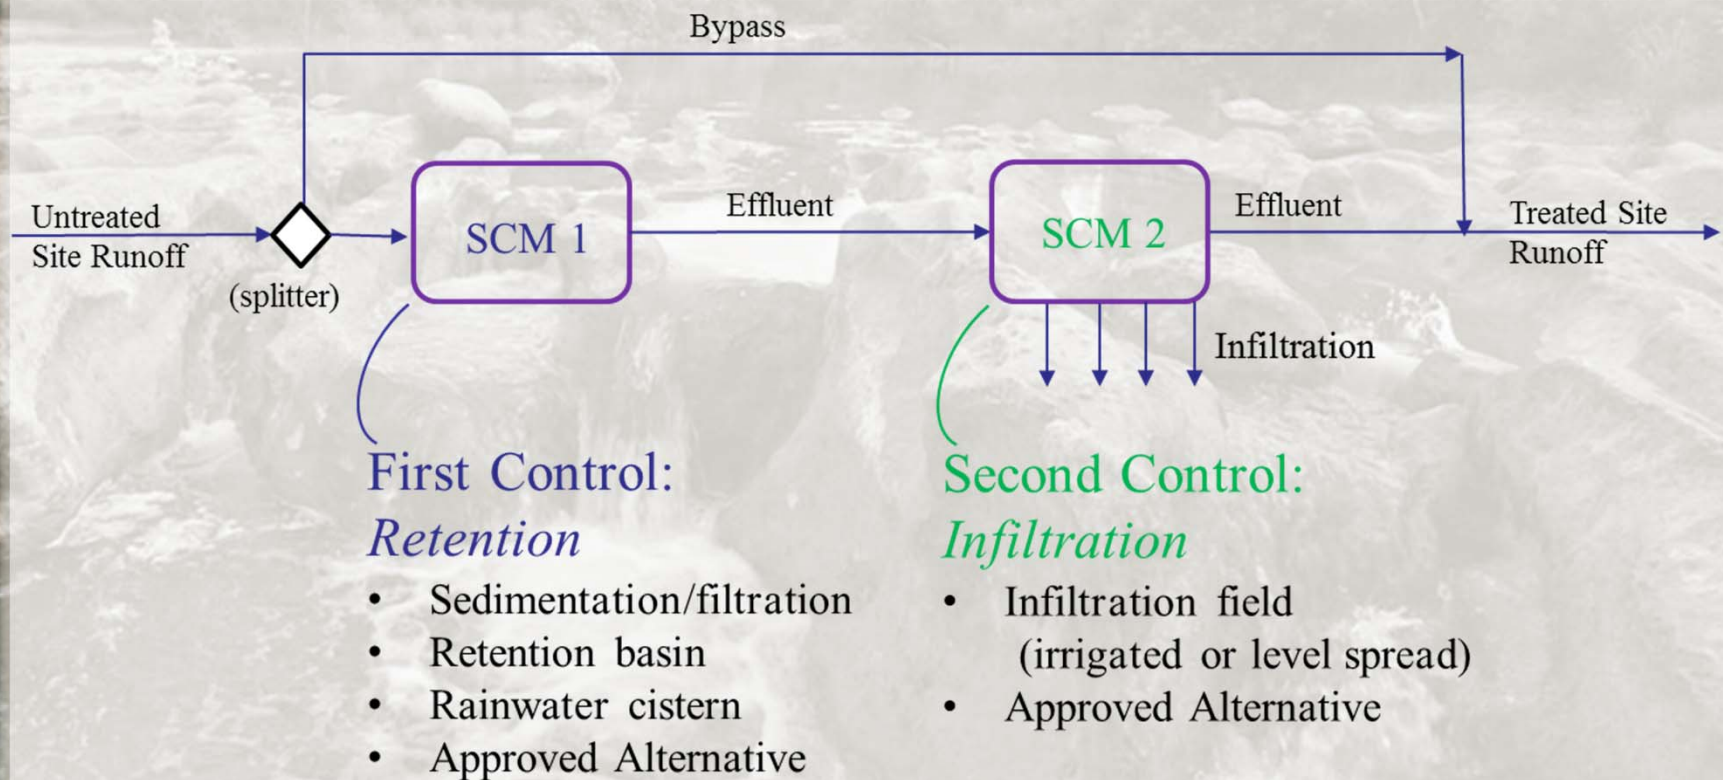 Bypass
Untreated
Site Runoff
(splitter)
SCM 1
Effluent
SCM 2
Effluent
Treated Site
Runoff
Infiltration
First Control:
Retention
• Sedimentation/filtration
• Retention basin
• Rainwater cistern
• Approved Alternative
Second Control:
Infiltration
• Infiltration field
(irrigated or level spread)
• Approved Alternative